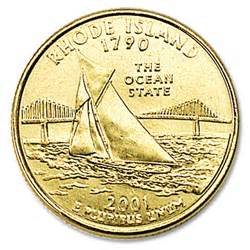 RHODE ISLAND
1790
THE
OCEAN
STATE
2001
E PLURIBUS UNUM